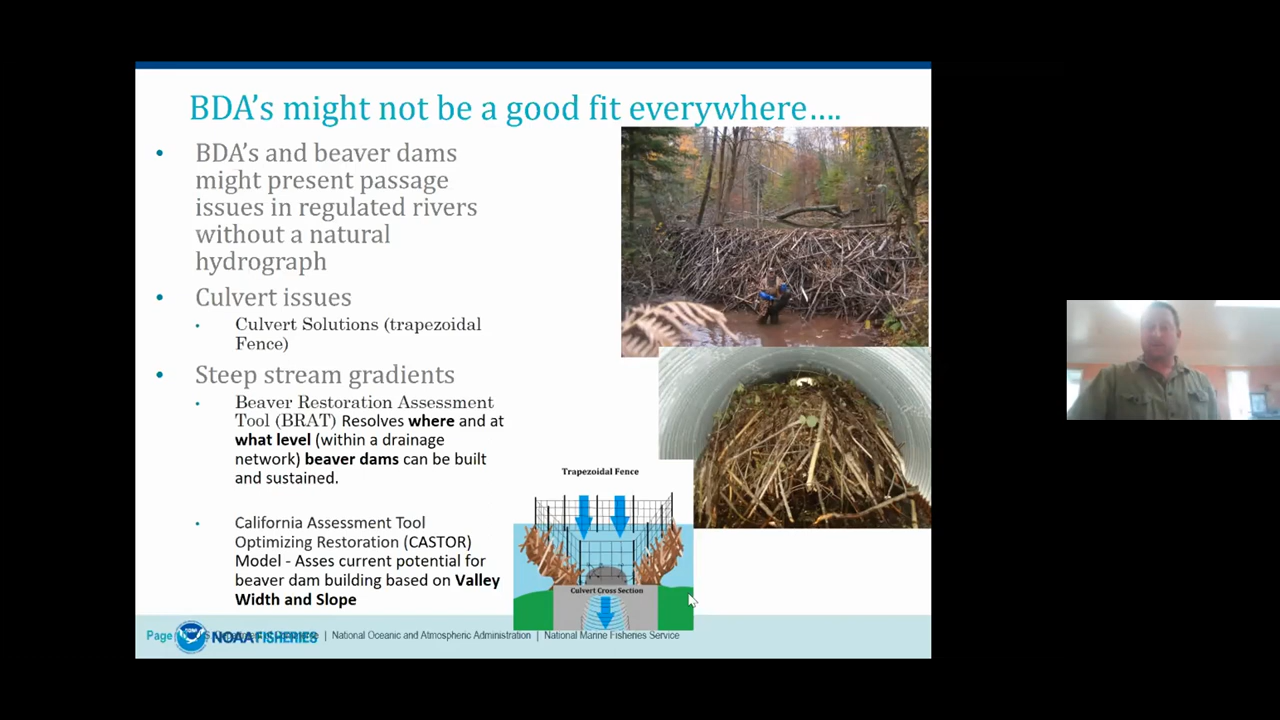 BDA’s might not be a good fit everywhere….
• BDA’s and beaver dams
might present passage
issues in regulated rivers
without a natural
hydrograph
• Culvert issues
• Culvert Solutions (trapezoidal
Fence)
• Steep stream gradients
• Beaver Restoration Assessment
Tool (BRAT) Resolves where and at
what level (within a drainage
network) beaver dams can be built
and sustained.
• California Assessment Tool
Optimizing Restoration (CASTOR)
Model - Asses current potential for
beaver dam building based on Valley
Width and Slope
Trapezoidal Fence
Culvert Cross Section
Page
NOAA FISHERIES
| National Oceanic and Atmospheric Administration | National Marine Fisheries Service